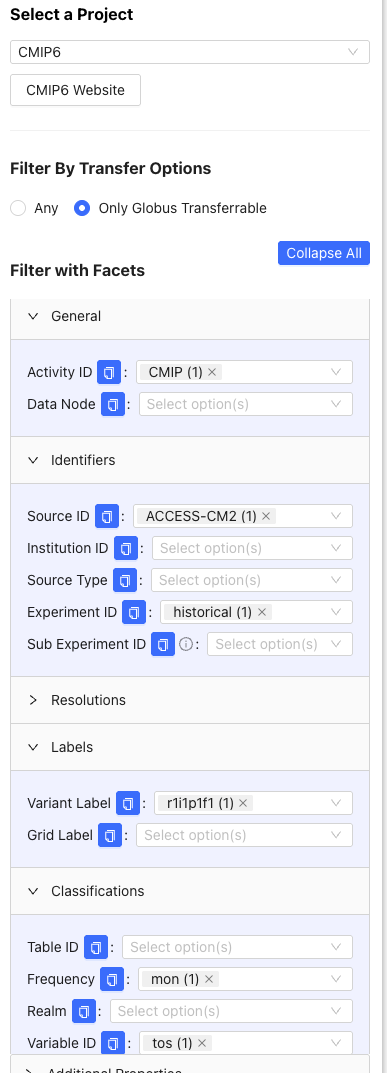 Select a Project
CMIP6
CMIP6 Website
Filter By Transfer Options
Any Only Globus Transferrable
Collapse All
Filter with Facets
General
Activity ID : CMIP (1) ×
Data Node : Select option(s)
Identifiers
Source ID : ACCESS-CM2 (1) ×
Institution ID : Select option(s)
Source Type : Select option(s)
Experiment ID : historical (1) ×
Sub Experiment ID : Select option(s)
Resolutions
Labels
Variant Label : r1i1p1f1 (1) ×
Grid Label : Select option(s)
Classifications
Table ID : Select option(s)
Frequency : mon (1) ×
Realm : Select option(s)
Variable ID : tos (1) ×
Additional Properties